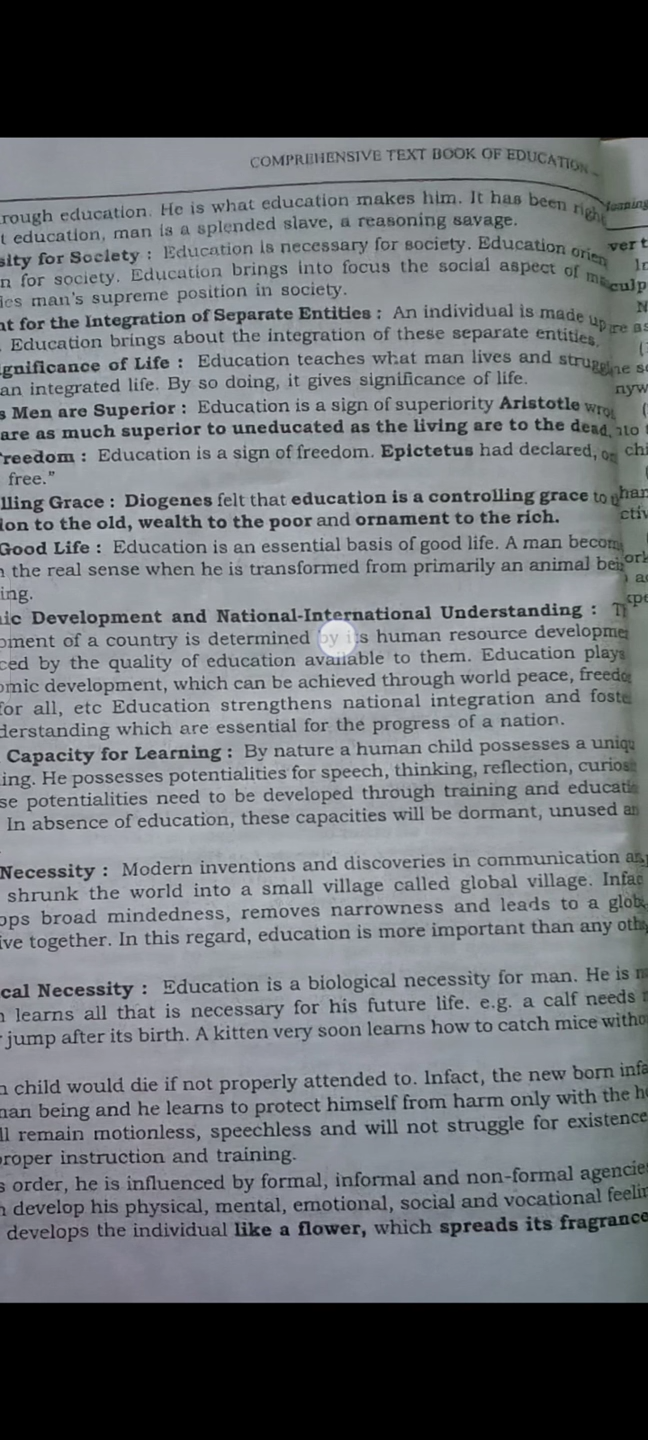 COMPREHENSIVE TEXT BOOK OF EDUCATION
rough education. He is what education makes him. It has been right
t education, man is a splended slave, a reasoning savage.
sity for Society : Education is necessary for society. Education orien
n for society. Education brings into focus the social aspect of
ies man's supreme position in society.
nt for the Integration of Separate Entities : An individual is made up
. Education brings about the integration of these separate entities.
gnificance of Life : Education teaches what man lives and struggle
an integrated life. By so doing, it gives significance of life.
s Men are Superior : Education is a sign of superiority Aristotle wrot
are as much superior to uneducated as the living are to the dead.
reedom : Education is a sign of freedom. Epictetus had declared,
free."
lling Grace : Diogenes felt that education is a controlling grace to
ion to the old, wealth to the poor and ornament to the rich.
Good Life : Education is an essential basis of good life. A man becom
n the real sense when he is transformed from primarily an animal bei
ing.
ic Development and National-International Understanding : T
pment of a country is determined by its human resource developme
ced by the quality of education available to them. Education plays
omic development, which can be achieved through world peace, freedo
for all, etc Education strengthens national integration and foste
derstanding which are essential for the progress of a nation.
Capacity for Learning : By nature a human child possesses a uniqu
ing. He possesses potentialities for speech, thinking, reflection, curios
se potentialities need to be developed through training and educati
In absence of education, these capacities will be dormant, unused an
Necessity : Modern inventions and discoveries in communication
shrunk the world into a small village called global village. Infac
ops broad mindedness, removes narrowness and leads to a glob
ive together. In this regard, education is more important than any oth
cal Necessity : Education is a biological necessity for man. He is
n learns all that is necessary for his future life. e.g. a calf needs
jump after its birth. A kitten very soon learns how to catch mice witho
n child would die if not properly attended to. Infact, the new born infa
man being and he learns to protect himself from harm only with the he
ll remain motionless, speechless and will not struggle for existence
proper instruction and training.
s order, he is influenced by formal, informal and non-formal agencie
n develop his physical, mental, emotional, social and vocational feelin
develops the individual like a flower, which spreads its fragrance